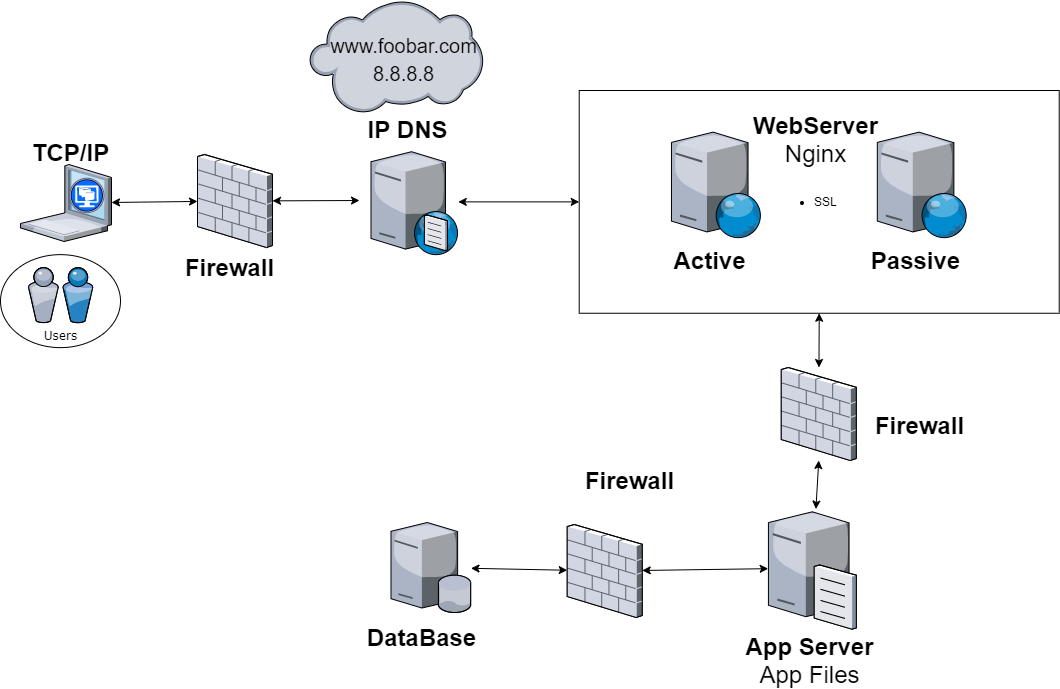 www.foobar.com
8.8.8.8
IP DNS
TCP/IP
Firewall
Users
WebServer
Nginx
SSL
Active
Passive
Firewall
Firewall
DataBase
App Server
App Files